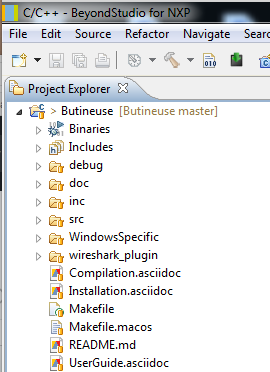 C/C++ - BeyondStudio for NXP
File Edit Source Refactor Navigate Search
010
Project Explorer
> Butineuse [Butineuse master]
Binaries
Includes
debug
doc
inc
src
WindowsSpecific
wireshark_plugin
Compilation.asciidoc
Installation.asciidoc
Makefile
Makefile.macos
README.md
UserGuide.asciidoc